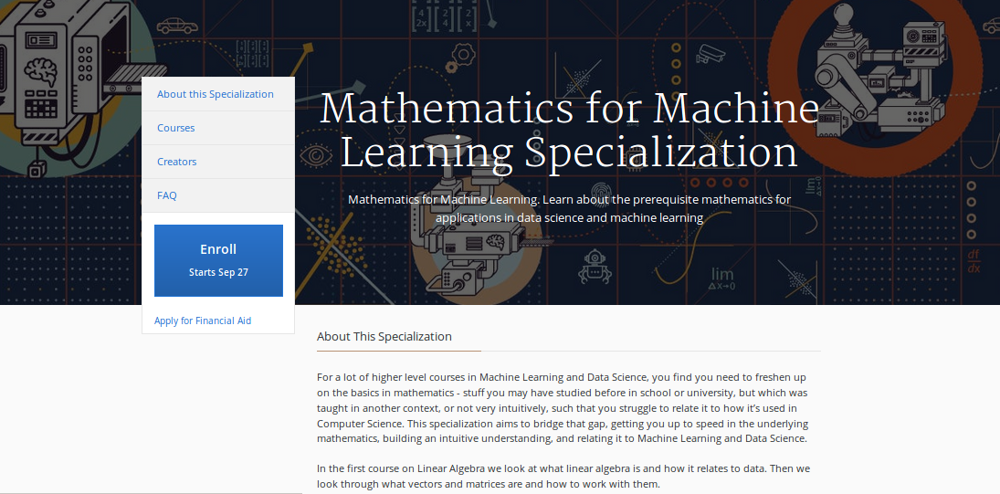 About this Specialization
Courses
Creators
FAQ
Enroll
Starts Sep 27
Apply for Financial Aid
Mathematics for Machine
Learning Specialization
Mathematics for Machine Learning. Learn about the prerequisite mathematics for
applications in data science and machine learning
lim
Δx→0
df
dx
About This Specialization
For a lot of higher level courses in Machine Learning and Data Science, you find you need to freshen up
on the basics in mathematics - stuff you may have studied before in school or university, but which was
taught in another context, or not very intuitively, such that you struggle to relate it to how it’s used in
Computer Science. This specialization aims to bridge that gap, getting you up to speed in the underlying
mathematics, building an intuitive understanding, and relating it to Machine Learning and Data Science.
In the first course on Linear Algebra we look at what linear algebra is and how it relates to data. Then we
look through what vectors and matrices are and how to work with them.